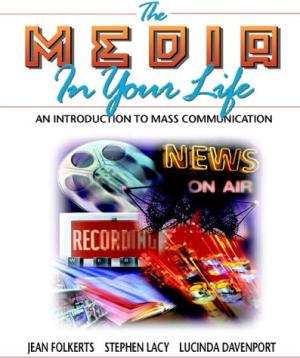 The
MEDIA
In Your Life
AN INTRODUCTION TO MASS COMMUNICATION
NEWS
ON AIR
RECORDING
JEAN FOLKERTS STEPHEN LACY LUCINDA DAVENPORT